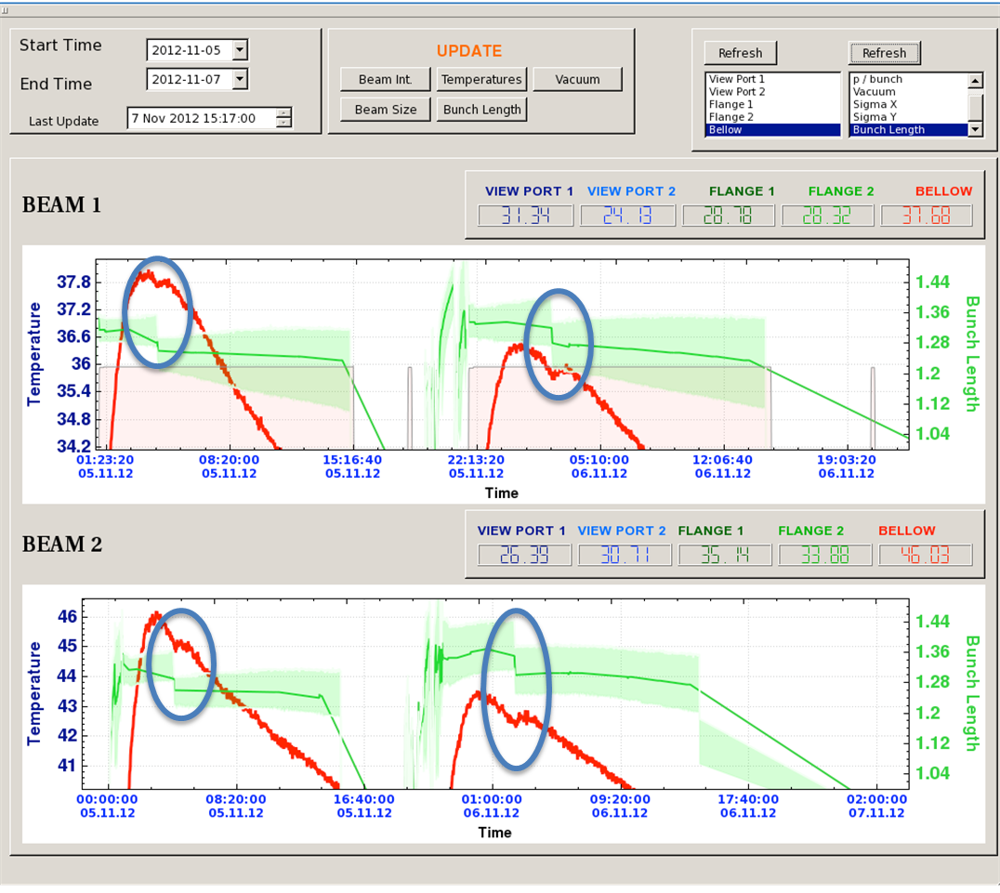 Start Time
2012-11-05
End Time
2012-11-07
Last Update
7 Nov 2012 15:17:00
UPDATE
Beam Int.
Temperatures
Vacuum
Beam Size
Bunch Length
Refresh
Refresh
View Port 1
View Port 2
Flange 1
Flange 2
Bellow
p / bunch
Vacuum
Sigma X
Sigma Y
Bunch Length
BEAM 1
VIEW PORT 1 VIEW PORT 2 FLANGE 1 FLANGE 2 BELLOW
31.34 24.13 28.78 28.32 37.68
Temperature
37.8
37.2
36.6
36
35.4
34.8
34.2
1.44
1.36
1.28
1.2
1.12
1.04
Bunch Length
01:23:20 08:20:00 15:16:40 22:13:20 05:10:00 12:06:40 19:03:20
05.11.12 05.11.12 05.11.12 05.11.12 06.11.12 06.11.12 06.11.12
Time
BEAM 2
VIEW PORT 1 VIEW PORT 2 FLANGE 1 FLANGE 2 BELLOW
26.39 30.71 35.14 33.88 46.03
Temperature
46
45
44
43
42
41
1.44
1.36
1.28
1.2
1.12
1.04
Bunch Length
00:00:00 08:20:00 16:40:00 01:00:00 09:20:00 17:40:00 02:00:00
05.11.12 05.11.12 05.11.12 06.11.12 06.11.12 06.11.12 07.11.12
Time